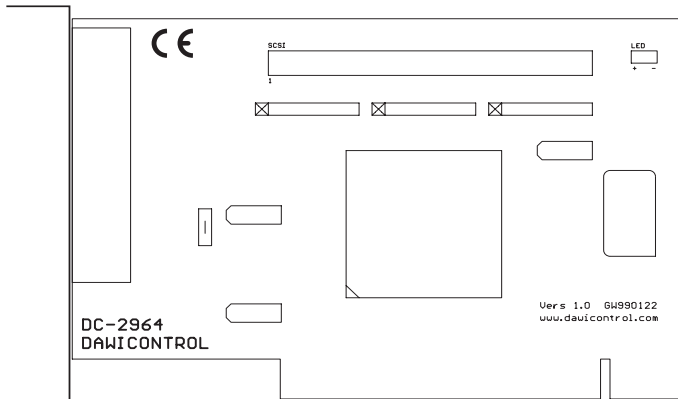 CE
SCSI
LED
1
+ -
Vers 1.0 GW990122
www.dawicontrol.com
DC-2964
DAWICONTROL